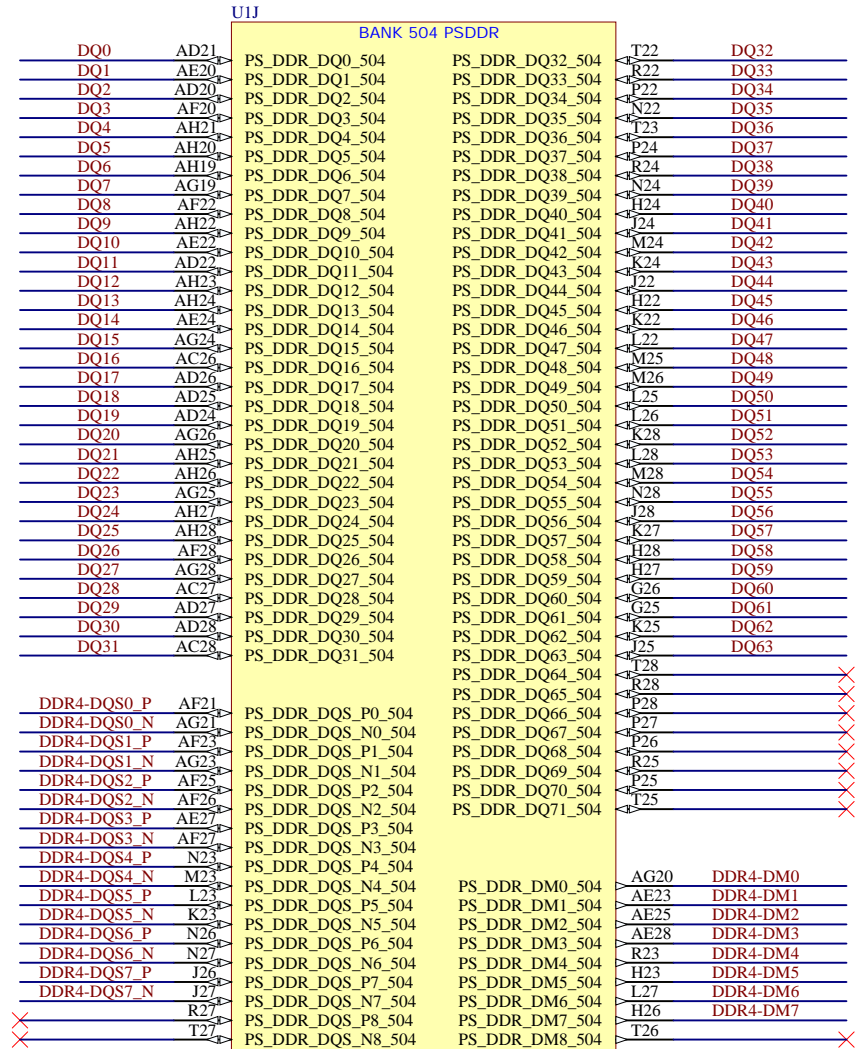 U1J
BANK 504 PSDDR
DQ0 AD21 PS_DDR_DQ0_504 PS_DDR_DQ32_504 T22 DQ32
DQ1 AE20 PS_DDR_DQ1_504 PS_DDR_DQ33_504 R22 DQ33
DQ2 AD20 PS_DDR_DQ2_504 PS_DDR_DQ34_504 P22 DQ34
DQ3 AF20 PS_DDR_DQ3_504 PS_DDR_DQ35_504 N22 DQ35
DQ4 AH21 PS_DDR_DQ4_504 PS_DDR_DQ36_504 T23 DQ36
DQ5 AH20 PS_DDR_DQ5_504 PS_DDR_DQ37_504 P24 DQ37
DQ6 AH19 PS_DDR_DQ6_504 PS_DDR_DQ38_504 R24 DQ38
DQ7 AG19 PS_DDR_DQ7_504 PS_DDR_DQ39_504 N24 DQ39
DQ8 AF22 PS_DDR_DQ8_504 PS_DDR_DQ40_504 H24 DQ40
DQ9 AH22 PS_DDR_DQ9_504 PS_DDR_DQ41_504 J24 DQ41
DQ10 AE22 PS_DDR_DQ10_504 PS_DDR_DQ42_504 M24 DQ42
DQ11 AD22 PS_DDR_DQ11_504 PS_DDR_DQ43_504 K24 DQ43
DQ12 AH23 PS_DDR_DQ12_504 PS_DDR_DQ44_504 J22 DQ44
DQ13 AH24 PS_DDR_DQ13_504 PS_DDR_DQ45_504 H22 DQ45
DQ14 AE24 PS_DDR_DQ14_504 PS_DDR_DQ46_504 K22 DQ46
DQ15 AG24 PS_DDR_DQ15_504 PS_DDR_DQ47_504 L22 DQ47
DQ16 AC26 PS_DDR_DQ16_504 PS_DDR_DQ48_504 M25 DQ48
DQ17 AD26 PS_DDR_DQ17_504 PS_DDR_DQ49_504 M26 DQ49
DQ18 AD25 PS_DDR_DQ18_504 PS_DDR_DQ50_504 L25 DQ50
DQ19 AD24 PS_DDR_DQ19_504 PS_DDR_DQ51_504 L26 DQ51
DQ20 AG26 PS_DDR_DQ20_504 PS_DDR_DQ52_504 K28 DQ52
DQ21 AH25 PS_DDR_DQ21_504 PS_DDR_DQ53_504 L28 DQ53
DQ22 AH26 PS_DDR_DQ22_504 PS_DDR_DQ54_504 M28 DQ54
DQ23 AG25 PS_DDR_DQ23_504 PS_DDR_DQ55_504 N28 DQ55
DQ24 AH27 PS_DDR_DQ24_504 PS_DDR_DQ56_504 J28 DQ56
DQ25 AH28 PS_DDR_DQ25_504 PS_DDR_DQ57_504 K27 DQ57
DQ26 AF28 PS_DDR_DQ26_504 PS_DDR_DQ58_504 H28 DQ58
DQ27 AG28 PS_DDR_DQ27_504 PS_DDR_DQ59_504 H27 DQ59
DQ28 AC27 PS_DDR_DQ28_504 PS_DDR_DQ60_504 G26 DQ60
DQ29 AD27 PS_DDR_DQ29_504 PS_DDR_DQ61_504 G25 DQ61
DQ30 AD28 PS_DDR_DQ30_504 PS_DDR_DQ62_504 K25 DQ62
DQ31 AC28 PS_DDR_DQ31_504 PS_DDR_DQ63_504 J25 DQ63
PS_DDR_DQ64_504 T28
PS_DDR_DQ65_504 R28
DDR4-DQS0_P AF21 PS_DDR_DQS_P0_504 PS_DDR_DQ66_504 P28
DDR4-DQS0_N AG21 PS_DDR_DQS_N0_504 PS_DDR_DQ67_504 P27
DDR4-DQS1_P AF23 PS_DDR_DQS_P1_504 PS_DDR_DQ68_504 P26
DDR4-DQS1_N AG23 PS_DDR_DQS_N1_504 PS_DDR_DQ69_504 R25
DDR4-DQS2_P AF25 PS_DDR_DQS_P2_504 PS_DDR_DQ70_504 P25
DDR4-DQS2_N AF26 PS_DDR_DQS_N2_504 PS_DDR_DQ71_504 T25
DDR4-DQS3_P AE27 PS_DDR_DQS_P3_504
DDR4-DQS3_N AF27 PS_DDR_DQS_N3_504
DDR4-DQS4_P N23 PS_DDR_DQS_P4_504
DDR4-DQS4_N M23 PS_DDR_DQS_N4_504 PS_DDR_DM0_504 AG20 DDR4-DM0
DDR4-DQS5_P L23 PS_DDR_DQS_P5_504 PS_DDR_DM1_504 AE23 DDR4-DM1
DDR4-DQS5_N K23 PS_DDR_DQS_N5_504 PS_DDR_DM2_504 AE25 DDR4-DM2
DDR4-DQS6_P N26 PS_DDR_DQS_P6_504 PS_DDR_DM3_504 AE28 DDR4-DM3
DDR4-DQS6_N N27 PS_DDR_DQS_N6_504 PS_DDR_DM4_504 R23 DDR4-DM4
DDR4-DQS7_P J26 PS_DDR_DQS_P7_504 PS_DDR_DM5_504 H23 DDR4-DM5
DDR4-DQS7_N J27 PS_DDR_DQS_N7_504 PS_DDR_DM6_504 L27 DDR4-DM6
R27 PS_DDR_DQS_P8_504 PS_DDR_DM7_504 H26 DDR4-DM7
T27 PS_DDR_DQS_N8_504 PS_DDR_DM8_504 T26